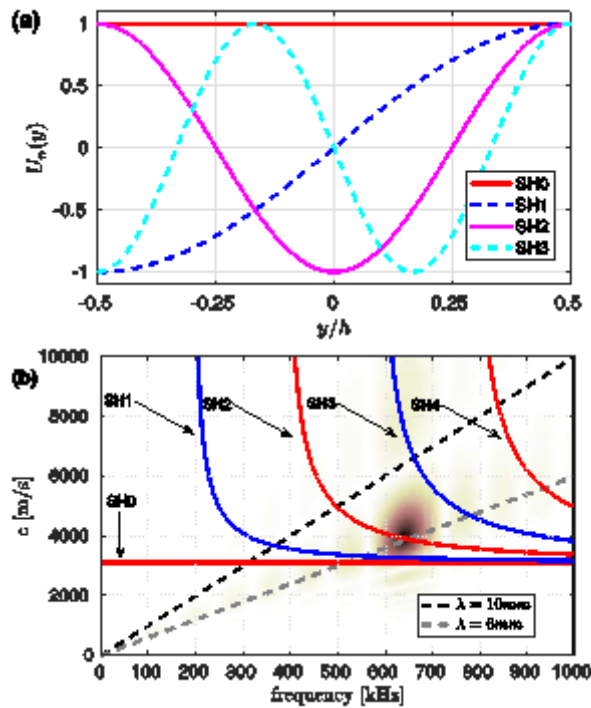 (a)
1
0.5
0
-0.5
-1
U_n(y)
SH0
SH1
SH2
SH3
-0.5
-0.25
0
0.25
0.5
y/h
(b)
10000
8000
6000
4000
2000
0
c [m/s]
SH1
SH2
SH3
SH4
SH0
λ = 10mm
λ = 6mm
0 100 200 300 400 500 600 700 800 900 1000
frequency [kHz]